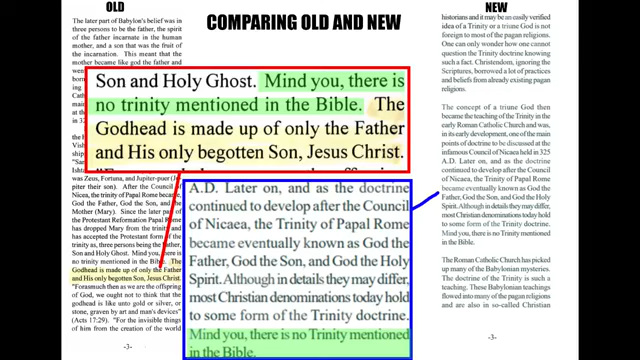 OLD
COMPARING OLD AND NEW
NEW
The later part of Babylon's belief was in
three persons to be the father, the spirit
of the father incarnate in the human
mother, and a son that was the fruit of
the incarnation. This meant that the
mother became like god the father and
Son and Holy Ghost. Mind you, there is
no trinity mentioned in the Bible. The
Godhead is made up of only the Father
and His only begotten Son, Jesus Christ.
was Zeus, Fortuna, and Jupiter-puer (Ju-
piter their son). After the Council
of Nicaea, the trinity of Papal Rome
became, God the Father,
God the Son, and God the
Mother (Mary). Since the later part of
the Protestant Reformation Papal Rome
has dropped Mary from the trinity and
has accepted the Protestant form of the
trinity as, three persons being the father,
Son and Holy Ghost. Mind you, there is
no trinity mentioned in the Bible. The
Godhead is made up of only the Father
and His only begotten Son, Jesus Christ.
"Forasmuch then as we are the offspring
of God, we ought not to think that the
godhead is like unto gold or silver, or
stone, graven by art and man's devices"
(Acts 17:29). "For the invisible things
of him from the creation of the world
-3-
A.D. Later on, and as the doctrine
continued to develop after the Council
of Nicaea, the Trinity of Papal Rome
became eventually known as God the
Father, God the Son, and God the Holy
Spirit. Although in details they may differ,
most Christian denominations today hold
to some form of the Trinity doctrine.
Mind you, there is no Trinity mentioned
in the Bible.
historians and it may be an easily verified
idea of a Trinity or a triune God is not
foreign to most of the pagan religions.
One can only wonder how one cannot
question the Trinity doctrine knowing
such a fact. Christendom, ignoring the
Scriptures, borrowed a lot of practices
and beliefs from already existing pagan
religions.
The concept of a triune God then
became the teaching of the Trinity in the
early Roman Catholic Church and was,
in its early development, one of the main
points of doctrine to be discussed at the
infamous Council of Nicaea held in 325
A.D. Later on, and as the doctrine
continued to develop after the Council
of Nicaea, the Trinity of Papal Rome
became eventually known as God the
Father, God the Son, and God the Holy
Spirit. Although in details they may differ,
most Christian denominations today hold
to some form of the Trinity doctrine.
Mind you, there is no Trinity mentioned
in the Bible.
The Roman Catholic Church has picked
up many of the Babylonian mysteries.
The doctrine of the Trinity is such a
teaching. These Babylonian teachings
flowed into many of the pagan religions
and are also in so-called Christian
-3-